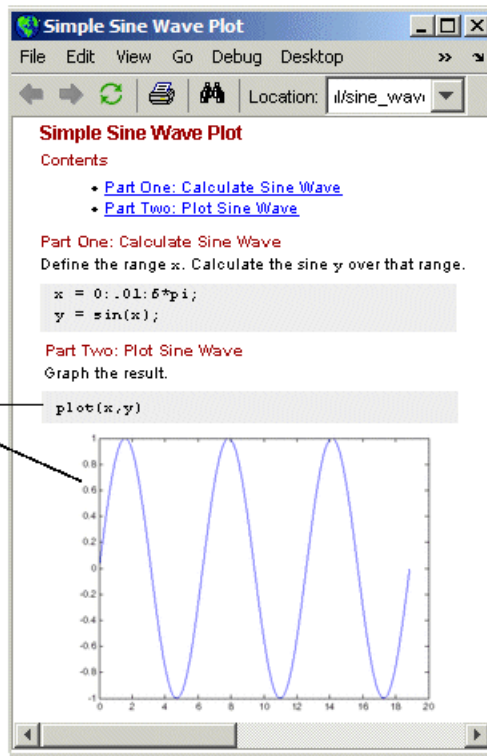 Simple Sine Wave Plot
File Edit View Go Debug Desktop »
Location: il/sine_wavi
Simple Sine Wave Plot
Contents
• Part One: Calculate Sine Wave
• Part Two: Plot Sine Wave
Part One: Calculate Sine Wave
Define the range x. Calculate the sine y over that range.
x = 0:.01:6*pi;
y = sin(x);
Part Two: Plot Sine Wave
Graph the result.
plot(x,y)
1
0.8
0.6
0.4
0.2
0
-0.2
-0.4
-0.6
-0.8
-1
0 2 4 6 8 10 12 14 16 18 20